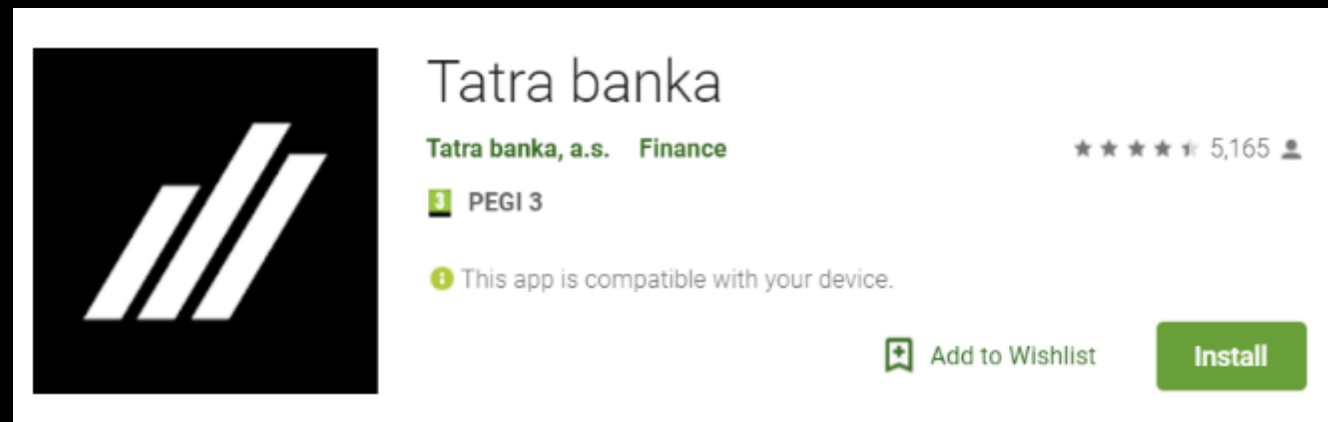 Tatra banka
Tatra banka, a.s. Finance 5,165
3 PEGI 3
This app is compatible with your device.
Add to Wishlist Install